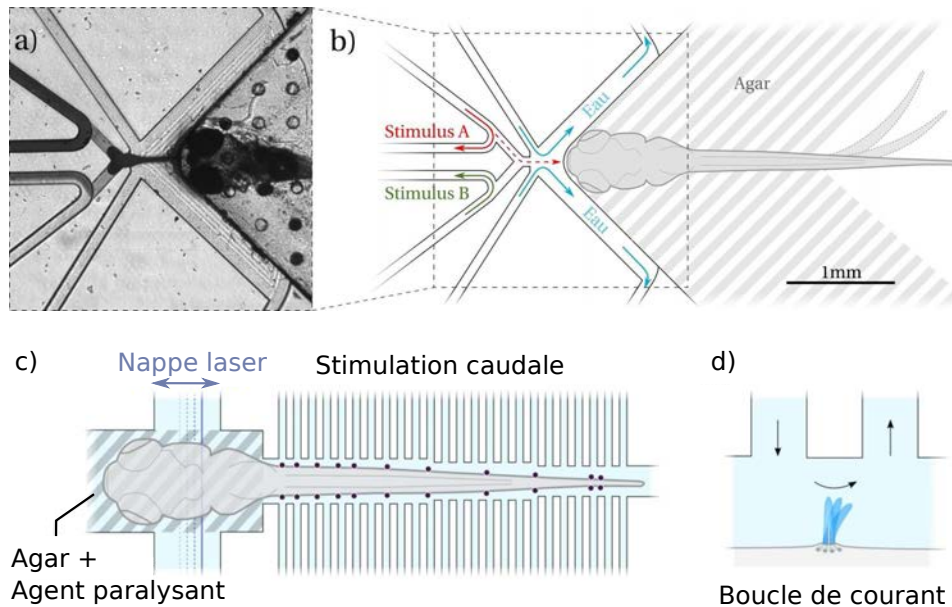 a)
b)
Eau
Agar
Stimulus A
Stimulus B
Eau
1mm
c)
Nappe laser
Stimulation caudale
d)
Agar +
Agent paralysant
Boucle de courant